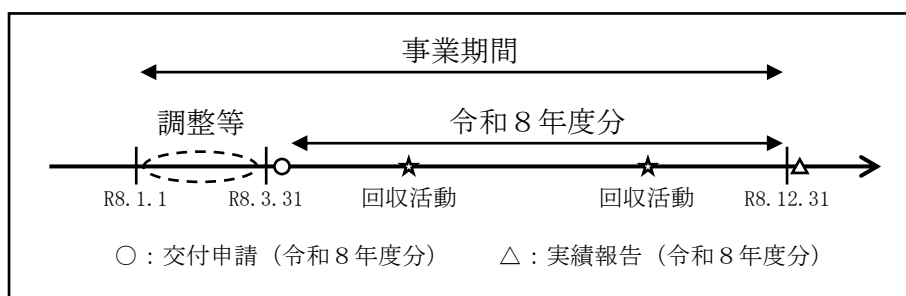 事業期間
調整等
令和８年度分
R8.1.1
R8.3.31
回収活動
回収活動
R8.12.31
○：交付申請（令和８年度分）
△：実績報告（令和８年度分）